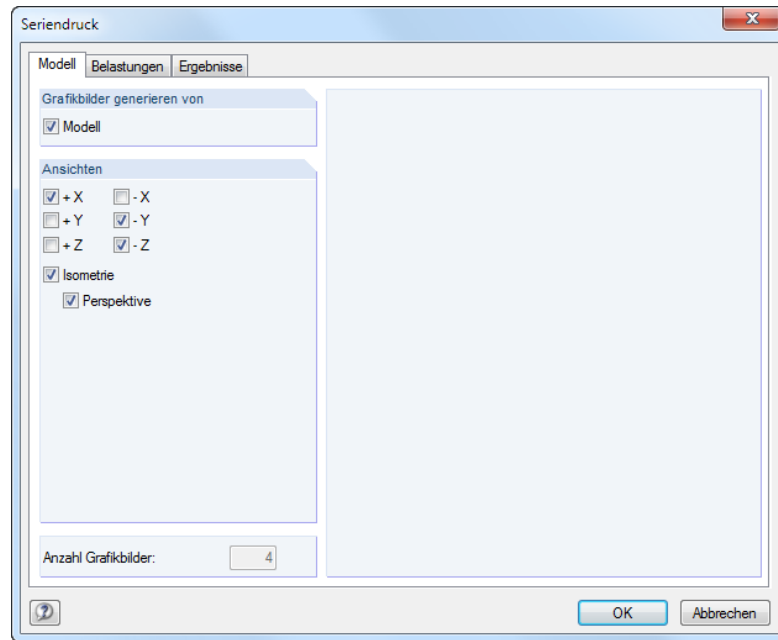 Seriendruck
Modell Belastungen Ergebnisse
Grafikbilder generieren von
Modell
Ansichten
+ X - X
+ Y - Y
+ Z - Z
Isometrie
Perspektive
Anzahl Grafikbilder: 4
OK Abbrechen